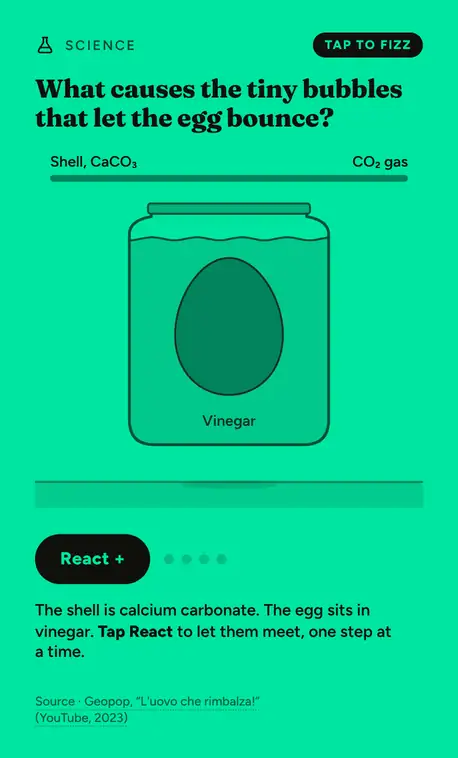 SCIENCE
TAP TO FIZZ
What causes the tiny bubbles
that let the egg bounce?
Shell, CaCO₃
CO₂ gas
Vinegar
React +
The shell is calcium carbonate. The egg sits in
vinegar. Tap React to let them meet, one step at
a time.
Source · Geopop, “L'uovo che rimbalza!”
(YouTube, 2023)